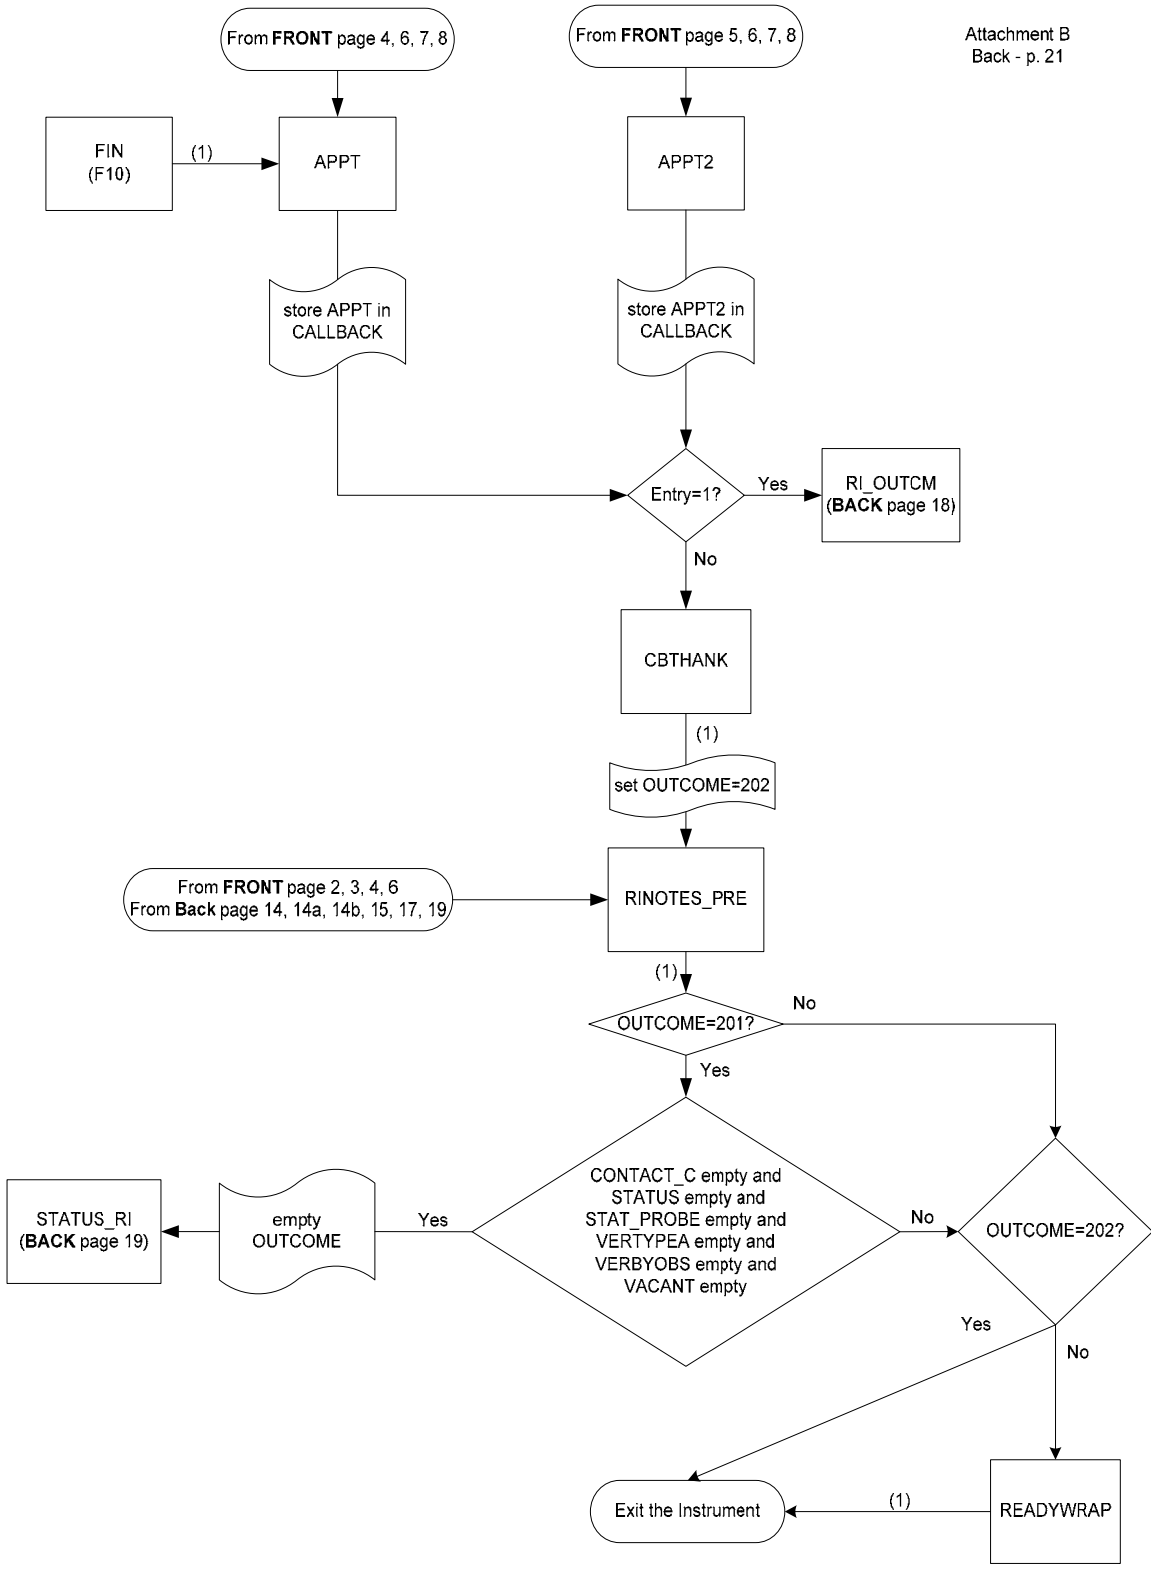 From FRONT page 4, 6, 7, 8
From FRONT page 5, 6, 7, 8
Attachment B
Back - p. 21
FIN
(F10)
(1)
APPT
APPT2
store APPT in
CALLBACK
store APPT2 in
CALLBACK
Entry=1?
Yes
RI_OUTCM
(BACK page 18)
No
CBTHANK
(1)
set OUTCOME=202
From FRONT page 2, 3, 4, 6
From Back page 14, 14a, 14b, 15, 17, 19
RINOTES_PRE
(1)
OUTCOME=201?
No
Yes
CONTACT_C empty and
STATUS empty and
STAT_PROBE empty and
VERTYPEA empty and
VERBYOBS empty and
VACANT empty
Yes
empty
OUTCOME
STATUS_RI
(BACK page 19)
No
OUTCOME=202?
Yes
No
READYWRAP
(1)
Exit the Instrument